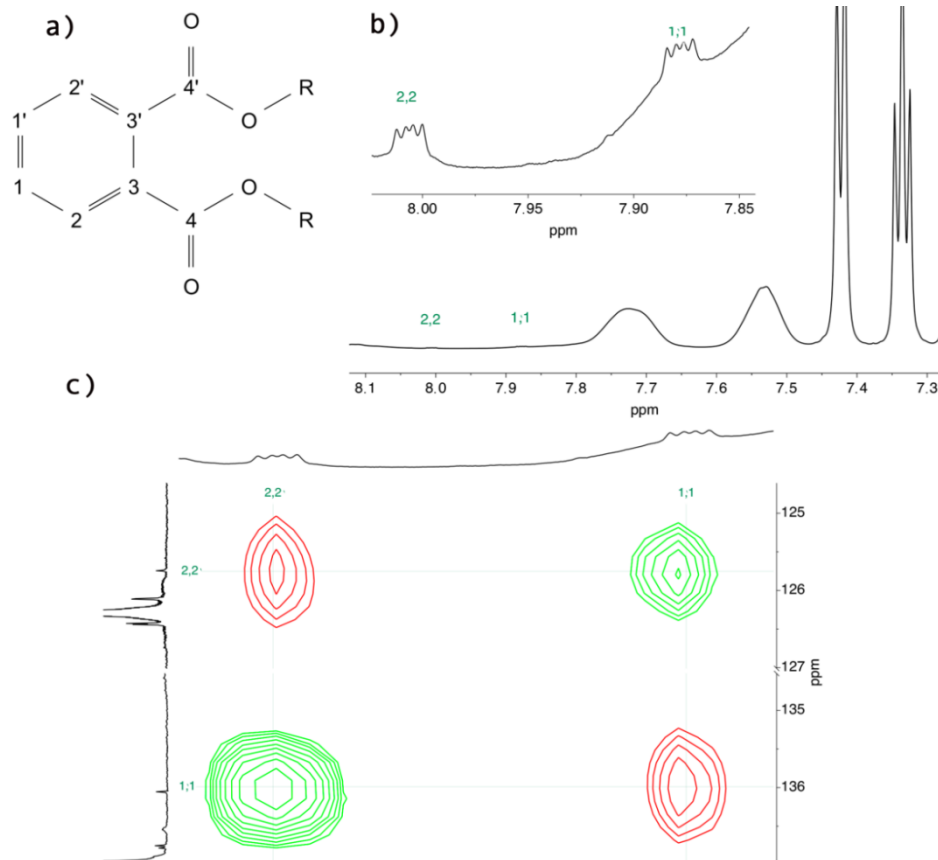 a)
O
2'
4'
R
1'
3'
O
1
3
O
2
4
R
O
b)
1;1
2,2
8.00 7.95 7.90 7.85
ppm
2,2 1;1
8.1 8.0 7.9 7.8 7.7 7.6 7.5 7.4 7.3
ppm
c)
2,2' 1;1
125
2,2'
126
127
ppm
135
1;1
136